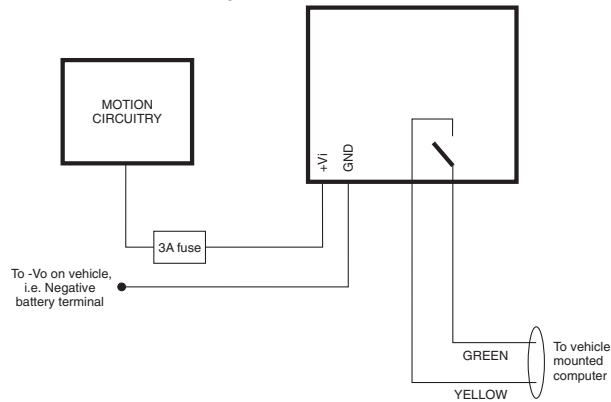 MOTION
CIRCUITRY
+Vi
GND
3A fuse
To -Vo on vehicle,
i.e. Negative
battery terminal
GREEN
YELLOW
To vehicle
mounted
computer